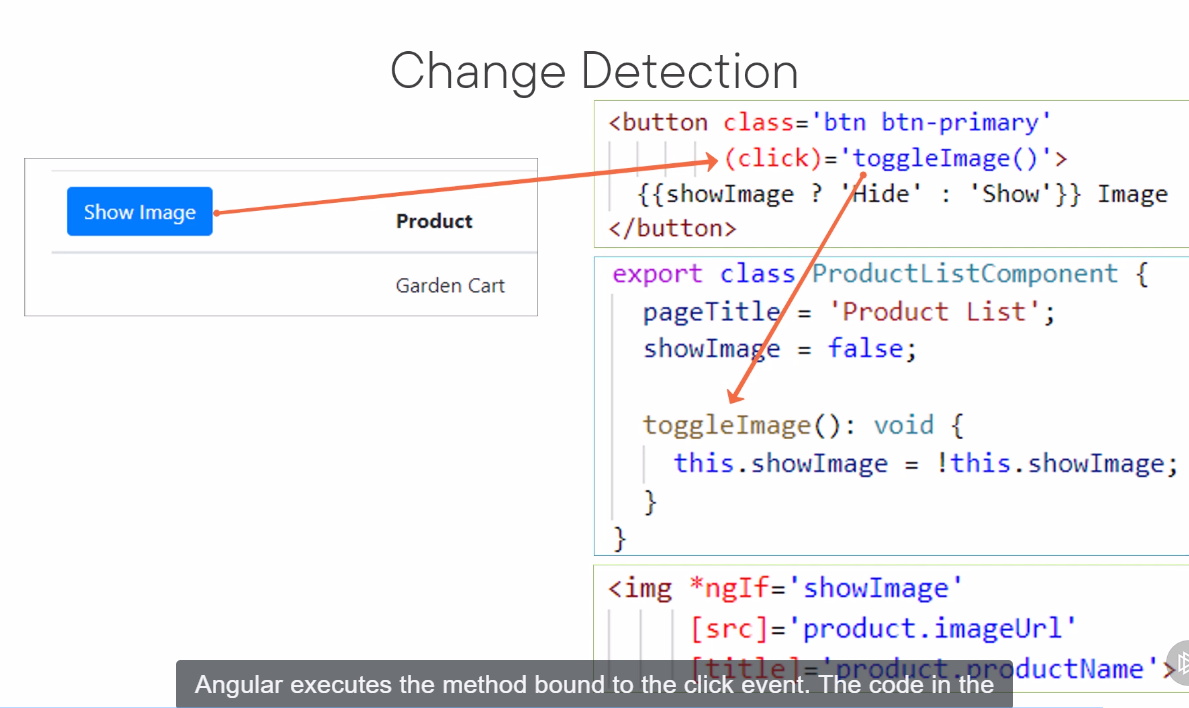 Change Detection
Show Image
Product
Garden Cart
<button class='btn btn-primary'
(click)='toggleImage()'>
{{showImage ? 'Hide' : 'Show'}} Image
</button>
export class ProductListComponent {
pageTitle = 'Product List';
showImage = false;
toggleImage(): void {
this.showImage = !this.showImage;
}
}
<img *ngIf='showImage'
[src]='product.imageUrl'
[title]='product.productName'>
Angular executes the method bound to the click event. The code in the